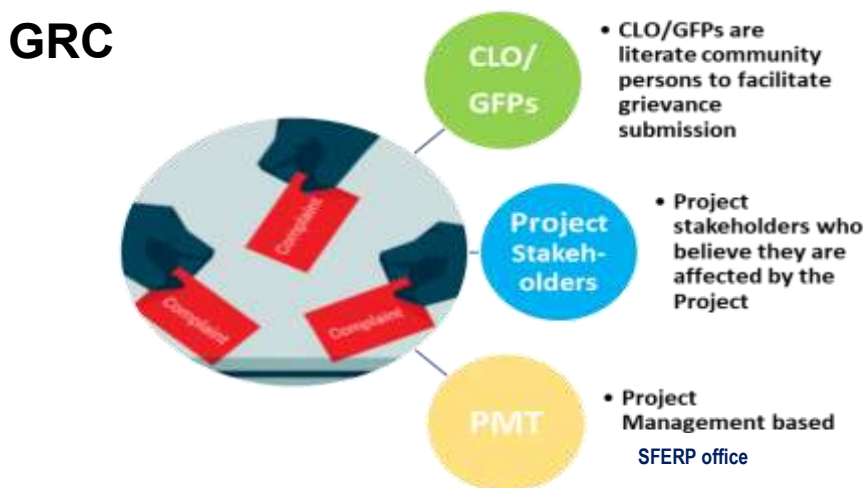 GRC
CLO/
GFPs
• CLO/GFPs are
literate community
persons to facilitate
grievance
submission
Complaint
Complaint
Complaint
Project
Stakeh-
olders
• Project
stakeholders who
believe they are
affected by the
Project
PMT
• Project
Management based
SFERP office